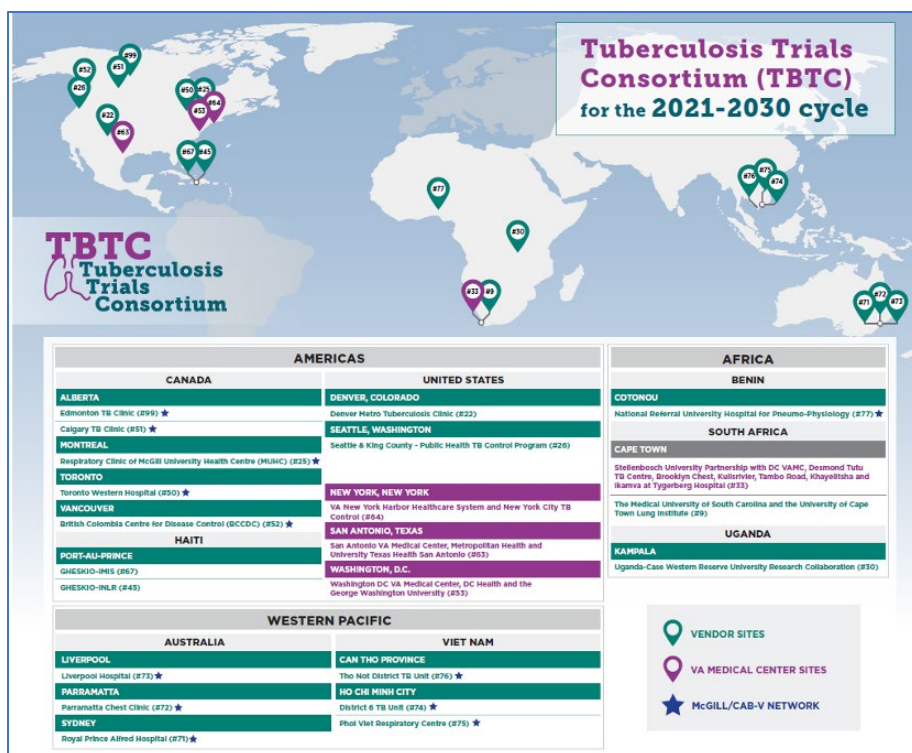 Tuberculosis Trials
Consortium (TBTC)
for the 2021-2030 cycle
#99
#52
#51
#26
#50
#25
#64
#53
#22
#63
#67
#45
#77
#30
#33
#9
#76
#75
#74
#71
#72
#73
TBTC
Tuberculosis
Trials
Consortium
AMERICAS
CANADA
ALBERTA
Edmonton TB Clinic (#99)
Calgary TB Clinic (#51)
MONTREAL
Respiratory Clinic of McGill University Health Centre (MUHC) (#25)
TORONTO
Toronto Western Hospital (#50)
VANCOUVER
British Colombia Centre for Disease Control (BCCDC) (#52)
HAITI
PORT-AU-PRINCE
GHESKIO-IMIS (#67)
GHESKIO-INLR (#45)
UNITED STATES
DENVER, COLORADO
Denver Metro Tuberculosis Clinic (#22)
SEATTLE, WASHINGTON
Seattle & King County - Public Health TB Control Program (#26)
NEW YORK, NEW YORK
VA New York Harbor Healthcare System and New York City TB
Control (#64)
SAN ANTONIO, TEXAS
San Antonio VA Medical Center, Metropolitan Health and
University Texas Health San Antonio (#63)
WASHINGTON, D.C.
Washington DC VA Medical Center, DC Health and the
George Washington University (#53)
AFRICA
BENIN
COTONOU
National Referral University Hospital for Pneumo-Physiology (#77)
SOUTH AFRICA
CAPE TOWN
Stellenbosch University Partnership with DC VAMC, Desmond Tutu
TB Centre, Brooklyn Chest, Kuilsrivier, Tambo Road, Khayelitsha and
Ikamva at Tygerberg Hospital (#33)
The Medical University of South Carolina and the University of Cape
Town Lung Institute (#9)
UGANDA
KAMPALA
Uganda-Case Western Reserve University Research Collaboration (#30)
WESTERN PACIFIC
AUSTRALIA
LIVERPOOL
Liverpool Hospital (#73)
PARRAMATTA
Parramatta Chest Clinic (#72)
SYDNEY
Royal Prince Alfred Hospital (#71)
VIET NAM
CAN THO PROVINCE
Tho Not District TB Unit (#76)
HO CHI MINH CITY
District 6 TB Unit (#74)
Phoi Viet Respiratory Centre (#75)
VENDOR SITES
VA MEDICAL CENTER SITES
McGILL/CAB-V NETWORK